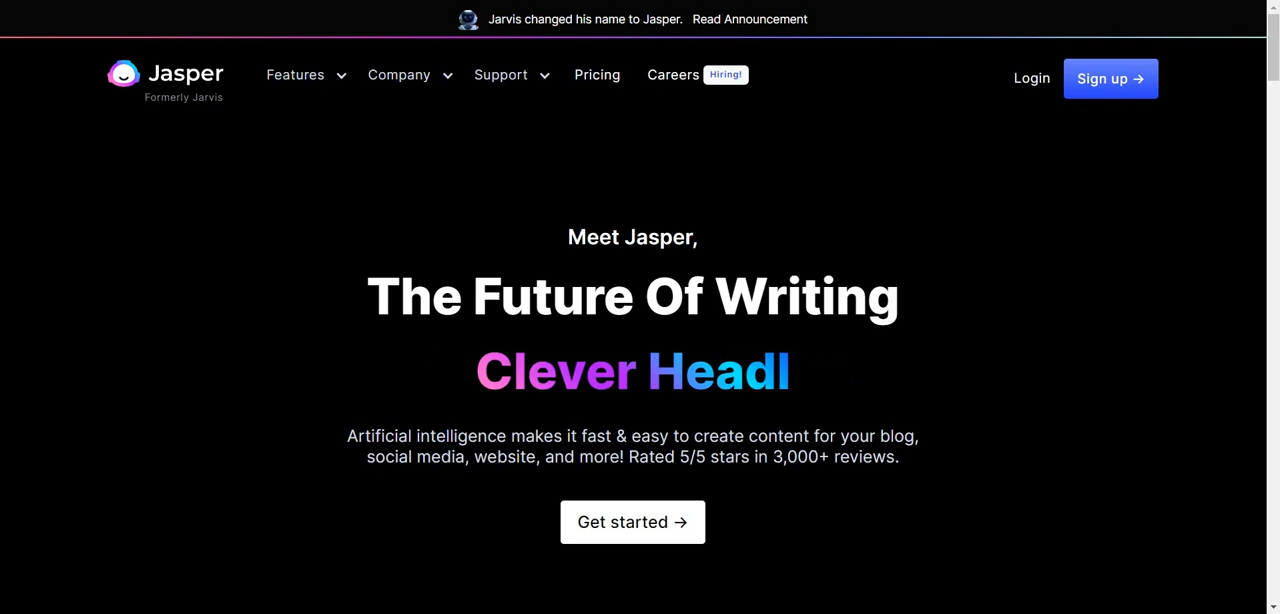 Jarvis changed his name to Jasper. Read Announcement
Jasper
Formerly Jarvis
Features Company Support Pricing Careers Hiring!
Login Sign up →
Meet Jasper,
The Future Of Writing
Clever Headl
Artificial intelligence makes it fast & easy to create content for your blog,
social media, website, and more! Rated 5/5 stars in 3,000+ reviews.
Get started →